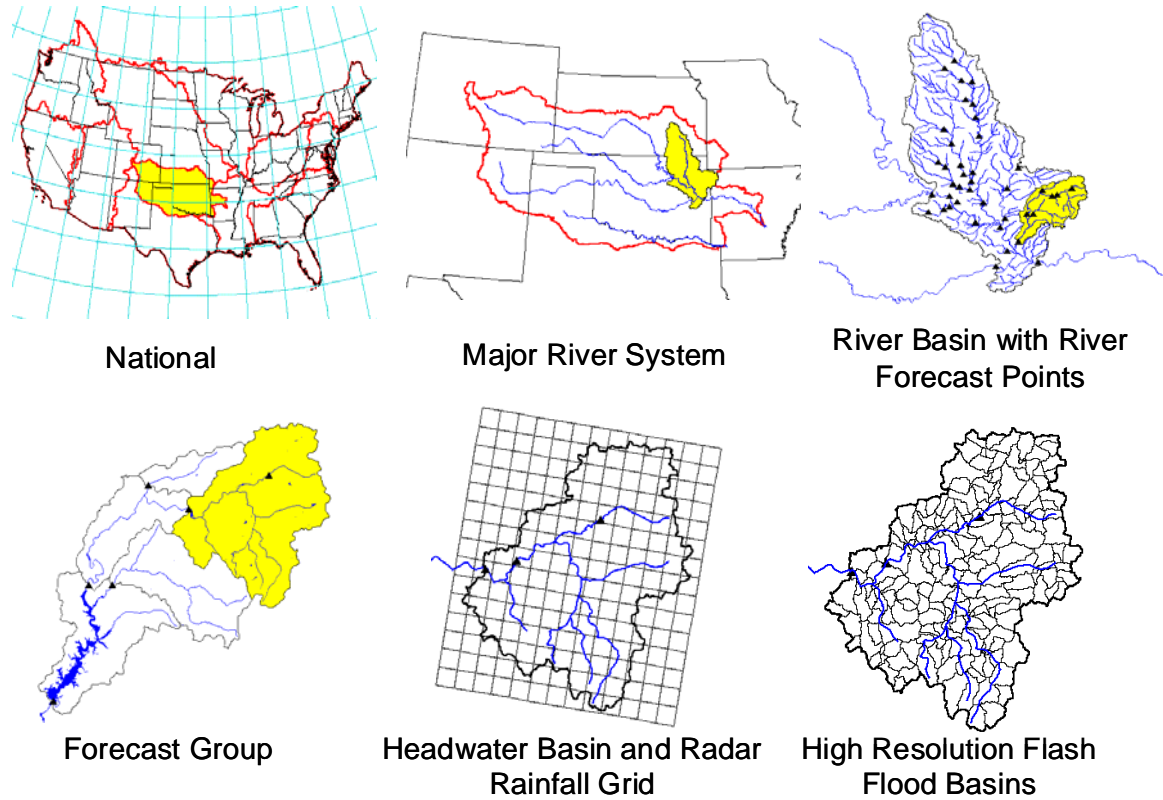 National
Major River System
River Basin with River
Forecast Points
Forecast Group
Headwater Basin and Radar
Rainfall Grid
High Resolution Flash
Flood Basins